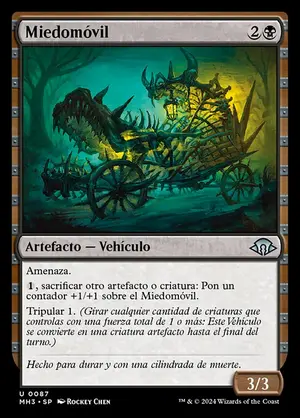 Miedomóvil 2
Artefacto — Vehículo
Amenaza.
1, sacrificar otro artefacto o criatura: Pon un
contador +1/+1 sobre el Miedomóvil.
Tripular 1. (Girar cualquier cantidad de criaturas que
controlas con una fuerza total de 1 o más: Este Vehículo
se convierte en una criatura artefacto hasta el final del
turno.)
Hecho para durar y con una cilindrada de muerte.
3/3
U 0087
MH3 • SP ROCKEY CHEN
™ & © 2024 Wizards of the Coast